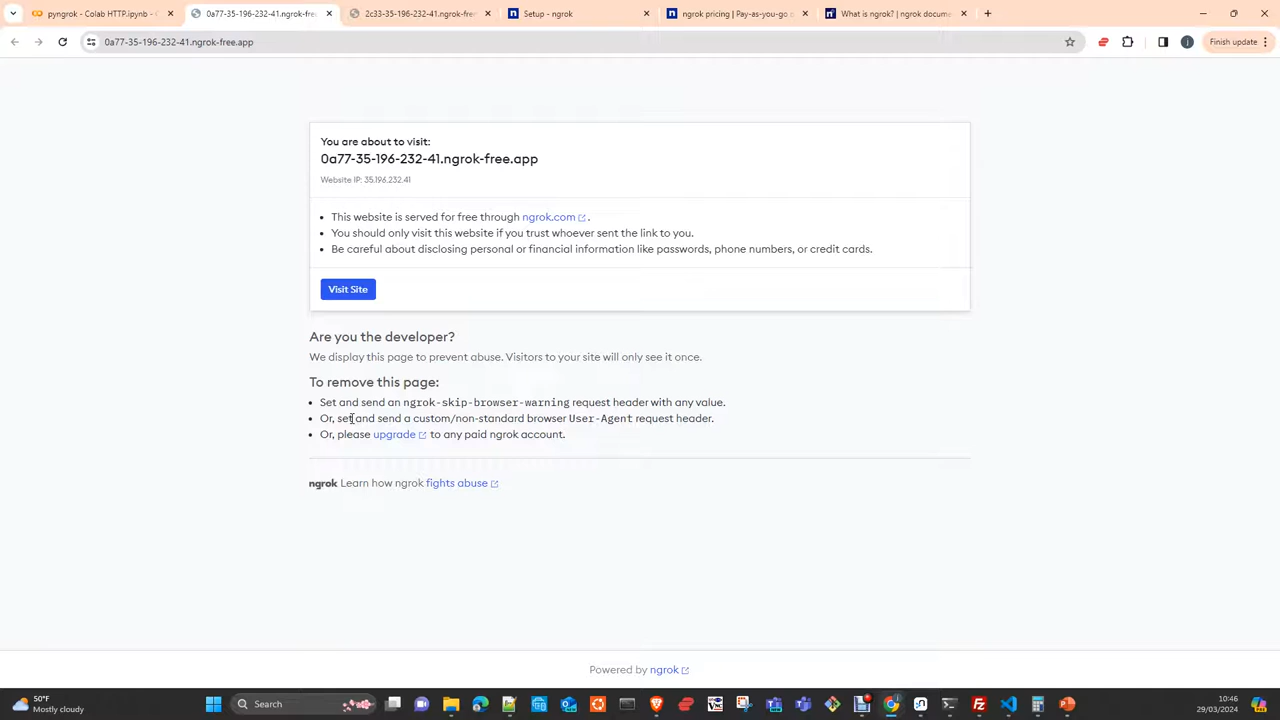 pyngrok - Colab HTTP.ipynb - C
0a77-35-196-232-41.ngrok-free
2c33-35-196-232-41.ngrok-free
Setup - ngrok
ngrok pricing | Pay-as-you-go
What is ngrok? | ngrok docume
0a77-35-196-232-41.ngrok-free.app
Finish update
You are about to visit:
0a77-35-196-232-41.ngrok-free.app
Website IP: 35.196.232.41
This website is served for free through ngrok.com.
You should only visit this website if you trust whoever sent the link to you.
Be careful about disclosing personal or financial information like passwords, phone numbers, or credit cards.
Visit Site
Are you the developer?
We display this page to prevent abuse. Visitors to your site will only see it once.
To remove this page:
Set and send an ngrok-skip-browser-warning request header with any value.
Or, set and send a custom/non-standard browser User-Agent request header.
Or, please upgrade to any paid ngrok account.
ngrok Learn how ngrok fights abuse
Powered by ngrok
50°F
Mostly cloudy
Search
10:46
29/03/2024